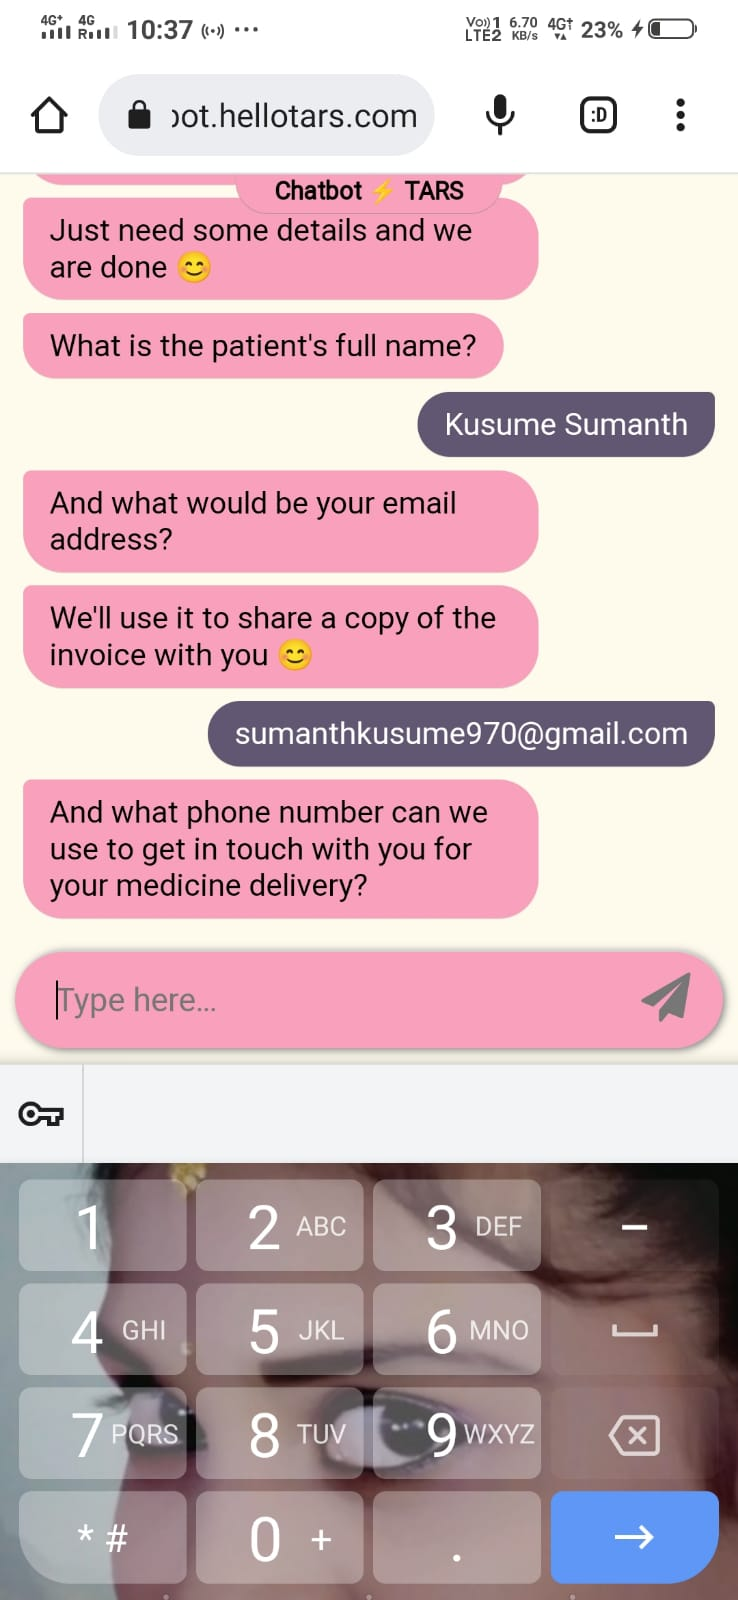 4G+ 4G R 10:37 Vo) 1 LTE2 6.70 KB/s 4G† 23%
ot.hellotars.com :D
Chatbot ⚡ TARS
Just need some details and we
are done 😊
What is the patient's full name?
Kusume Sumanth
And what would be your email
address?
We'll use it to share a copy of the
invoice with you 😊
sumanthkusume970@gmail.com
And what phone number can we
use to get in touch with you for
your medicine delivery?
Type here...
1 2 ABC 3 DEF –
4 GHI 5 JKL 6 MNO
7 PQRS 8 TUV 9 WXYZ
* # 0 + .